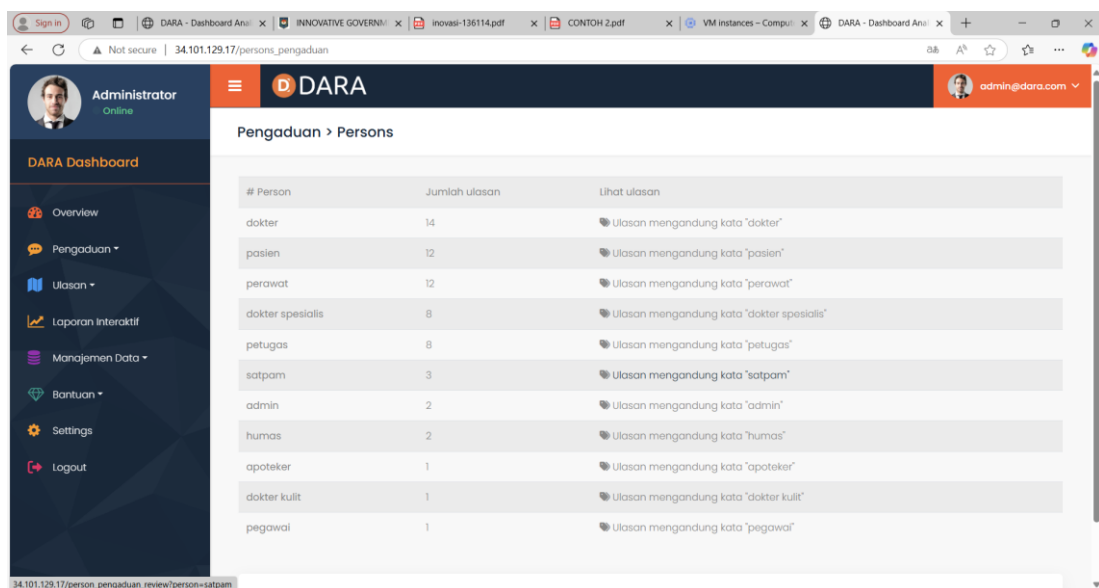 Sign in DARA - Dashboard Anal INNOVATIVE GOVERNM inovasi-136114.pdf CONTOH 2.pdf VM instances – Comput DARA - Dashboard Anal
Not secure 34.101.129.17/persons_pengaduan
Administrator
Online
DARA
admin@dara.com
Pengaduan > Persons
DARA Dashboard
Overview
Pengaduan
Ulasan
Laporan Interaktif
Manajemen Data
Bantuan
Settings
Logout
# Person Jumlah ulasan Lihat ulasan
dokter 14 Ulasan mengandung kata "dokter"
pasien 12 Ulasan mengandung kata "pasien"
perawat 12 Ulasan mengandung kata "perawat"
dokter spesialis 8 Ulasan mengandung kata "dokter spesialis"
petugas 8 Ulasan mengandung kata "petugas"
satpam 3 Ulasan mengandung kata "satpam"
admin 2 Ulasan mengandung kata "admin"
humas 2 Ulasan mengandung kata "humas"
apoteker 1 Ulasan mengandung kata "apoteker"
dokter kulit 1 Ulasan mengandung kata "dokter kulit"
pegawai 1 Ulasan mengandung kata "pegawai"
34.101.129.17/person_pengaduan_review?person=satpam